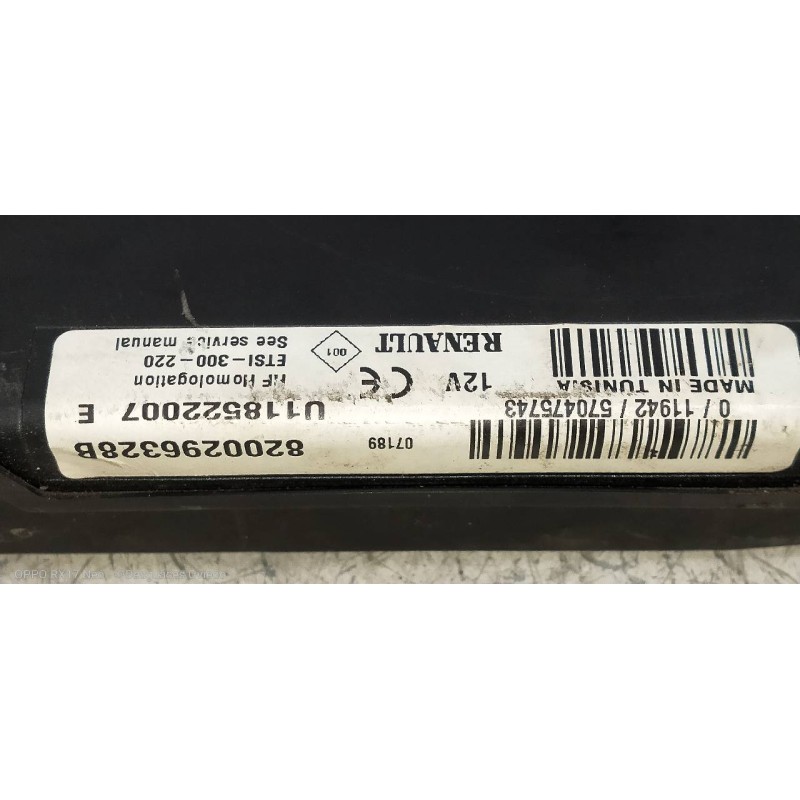 8200296328B
07189
U118522007 E
0 / 11942 / 570475743
HF Homologation
ETSI-300-220
See service manual
12V CE
MADE IN TUNISIA
001
RENAULT